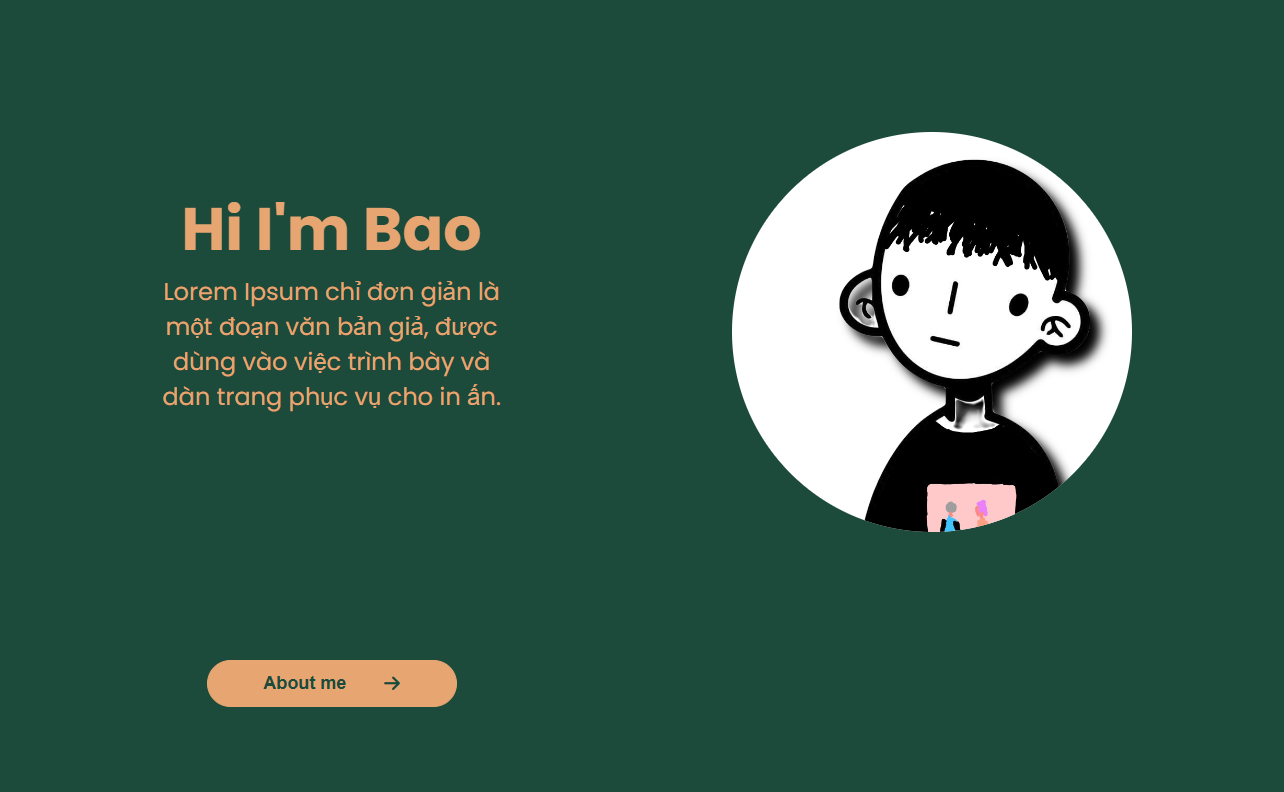 Hi I'm Bao
Lorem Ipsum chỉ đơn giản là
một đoạn văn bản giả, được
dùng vào việc trình bày và
dàn trang phục vụ cho in ấn.
About me